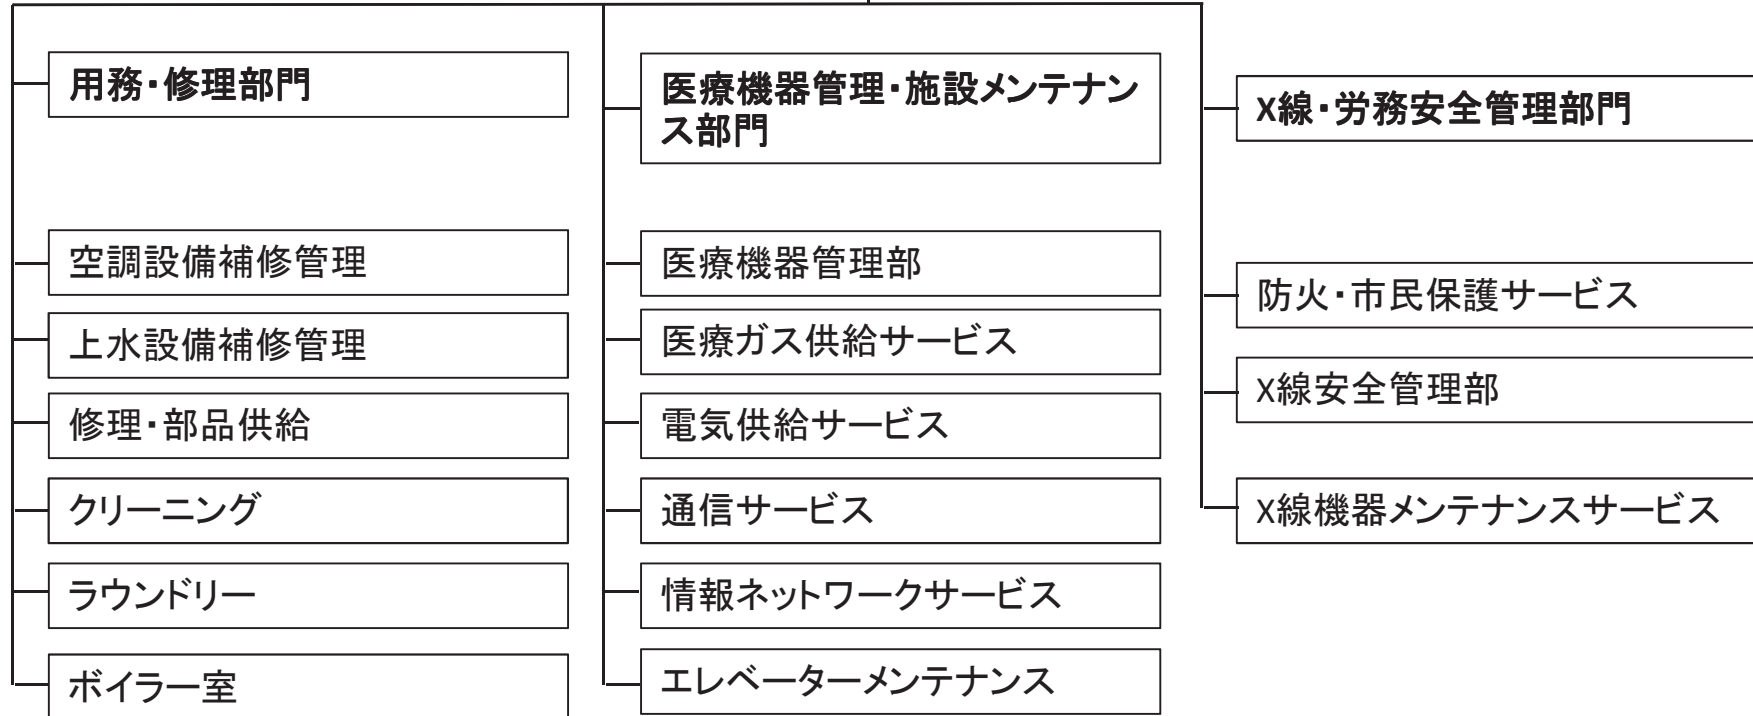 用務・修理部門
空調設備補修管理
上水設備補修管理
修理・部品供給
クリーニング
ラウンドリー
ボイラー室
医療機器管理・施設メンテナン
ス部門
医療機器管理部
医療ガス供給サービス
電気供給サービス
通信サービス
情報ネットワークサービス
エレベーターメンテナンス
X線・労務安全管理部門
防火・市民保護サービス
X線安全管理部
X線機器メンテナンスサービス